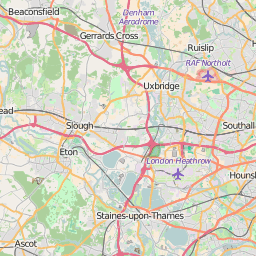 Beaconsfield
Denham
Aerodrome
Gerrards Cross
Ruislip
RAF Northolt
Uxbridge
ead
Slough
Southall
Eton
London Heathrow
Hounsl
Staines-upon-Thames
Ascot